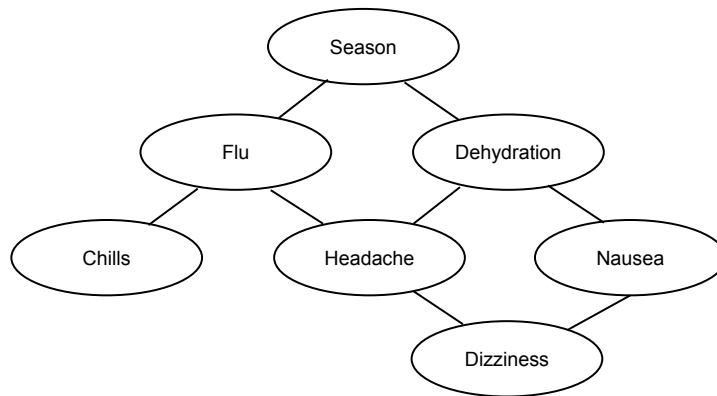 Season
Flu
Dehydration
Chills
Headache
Nausea
Dizziness